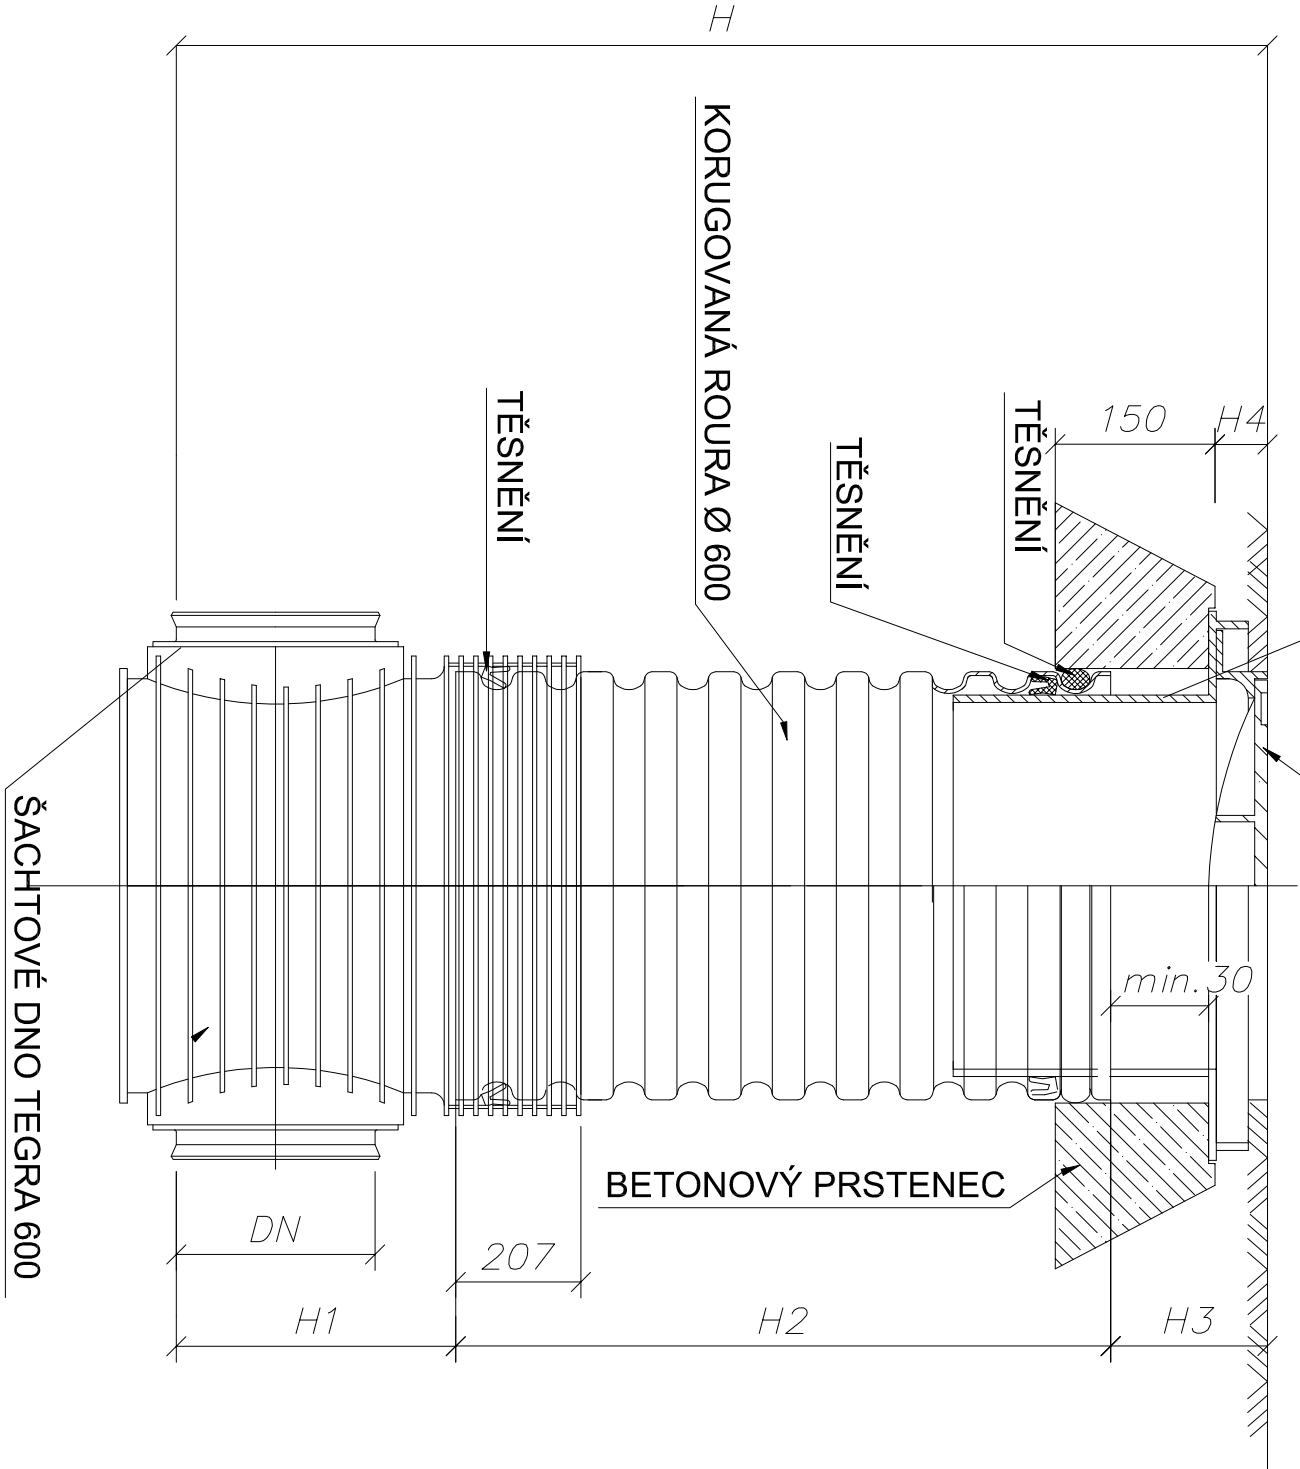 H
KORUGOVANÁ ROURA Ø 600
150
H4
TĚSNĚNÍ
TĚSNĚNÍ
TĚSNĚNÍ
ŠACHTOVÉ DNO TEGRA 600
min.30
BETONOVÝ PRSTENEC
DN
207
H1
H2
H3